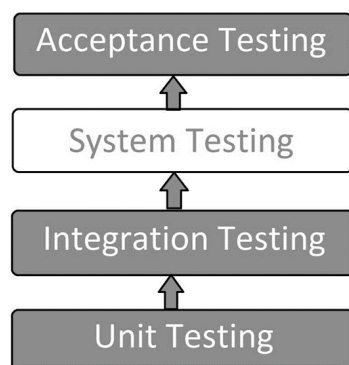 Acceptance Testing
System Testing
Integration Testing
Unit Testing